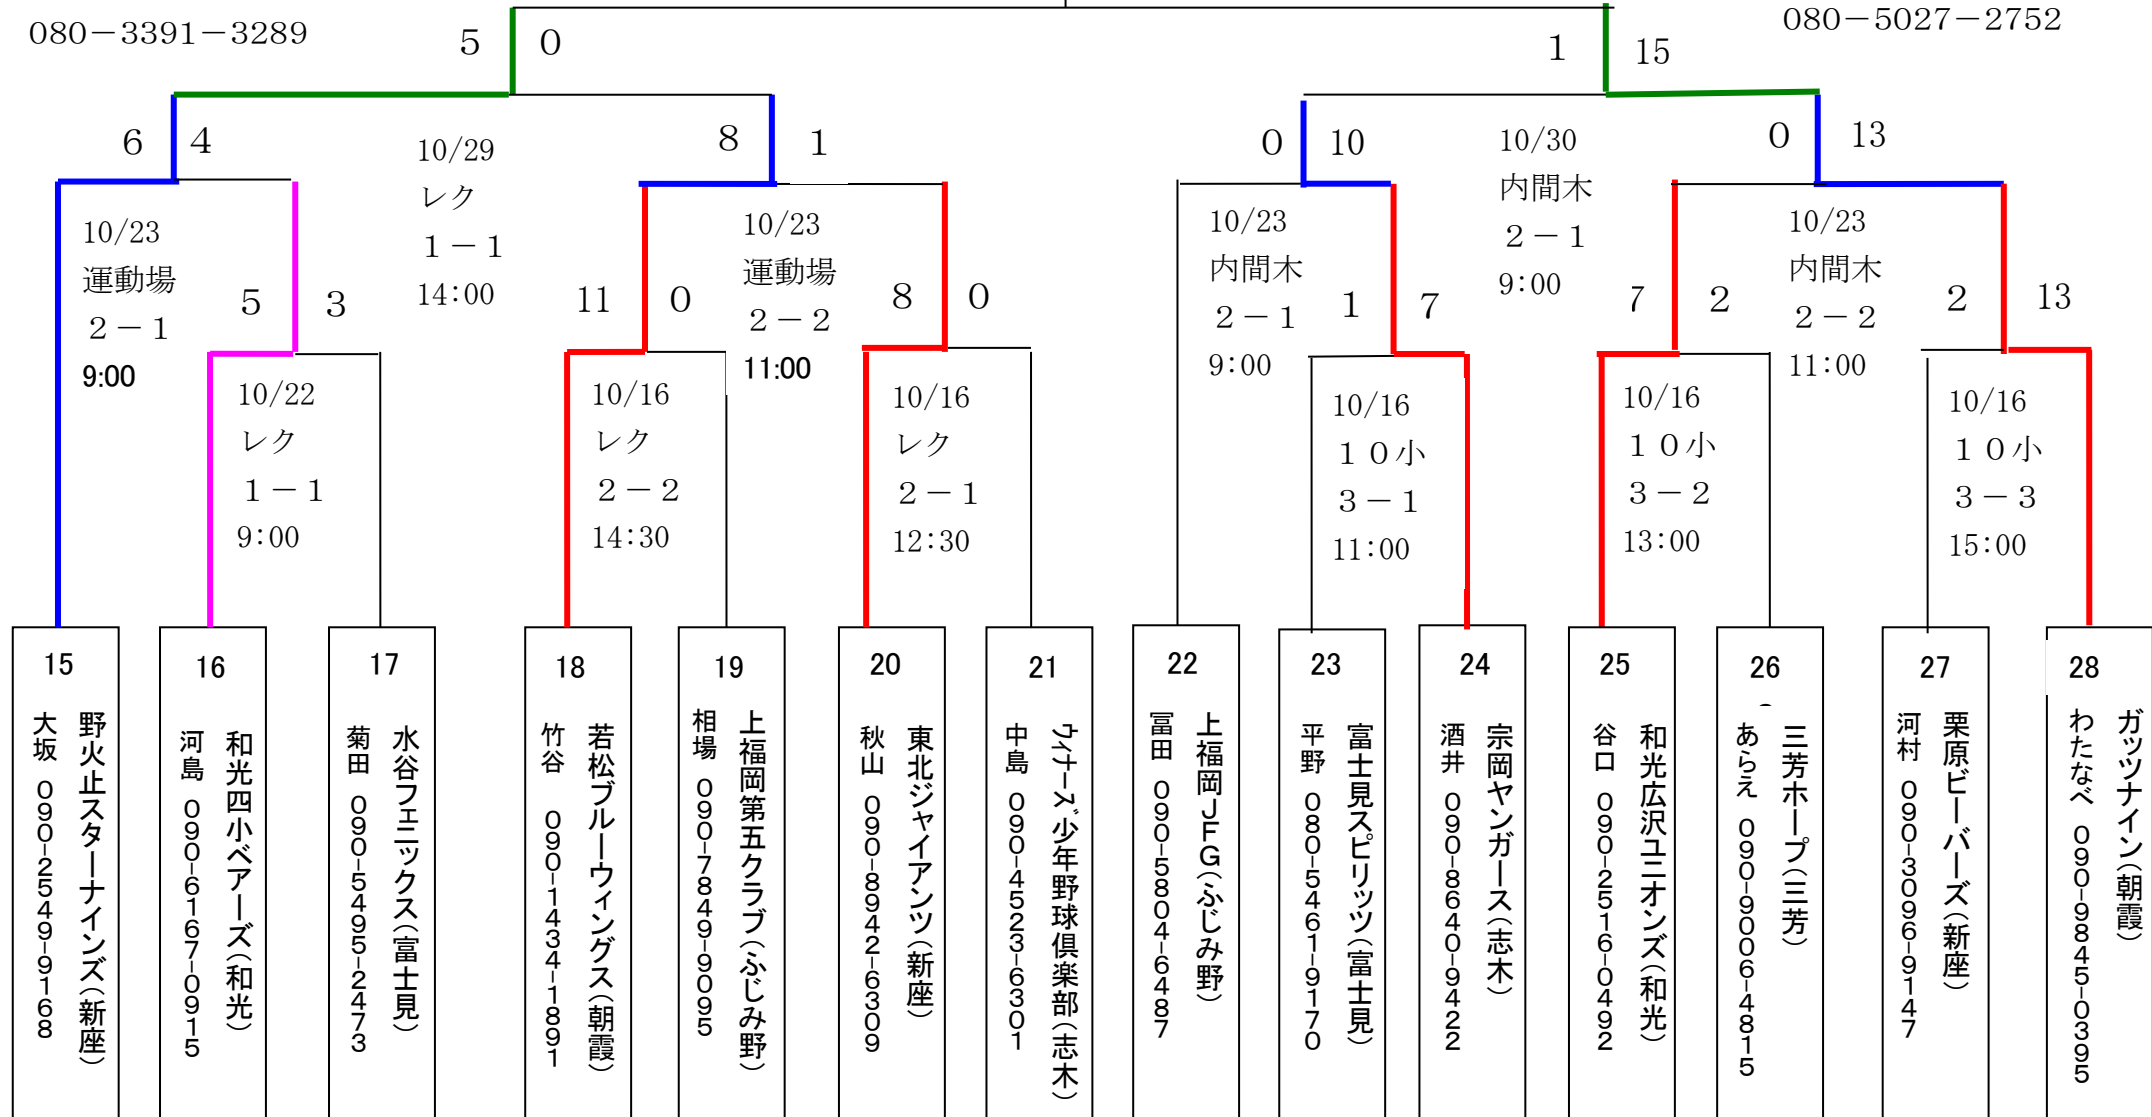 080－3391－3289
080－5027－2752
5 0
1 15
6 4
8 1
0 10
0 13
10/29
レク
１－１
14:00
10/30
内間木
２－１
9:00
10/23
運動場
２－１
9:00
10/23
運動場
２－２
11:00
10/23
内間木
２－１
9:00
10/23
内間木
２－２
11:00
5 3
11 0
8 0
1 7
7 2
2 13
10/22
レク
１－１
9:00
10/16
レク
２－２
14:30
10/16
レク
２－１
12:30
10/16
１０小
３－１
11:00
10/16
１０小
３－２
13:00
10/16
１０小
３－３
15:00
15
野火止スターナインズ（新座）
大坂 090-2549-9168
16
和光四小ベアーズ（和光）
河島 090-6167-0915
17
水谷フェニックス（富士見）
菊田 090-5495-2473
18
若松ブルーウィングス（朝霞）
竹谷 090-1434-1891
19
上福岡第五クラブ（ふじみ野）
相場 090-7849-9095
20
東北ジャイアンツ（新座）
秋山 090-8942-6309
21
ウィナーズ少年野球倶楽部（志木）
中島 090-4523-6301
22
上福岡ＪＦＧ（ふじみ野）
冨田 090-5804-6487
23
富士見スピリッツ（富士見）
平野 080-5461-9170
24
宗岡ヤンガース（志木）
酒井 090-8640-9422
25
和光広沢ユニオンズ（和光）
谷口 090-2516-0492
26
三芳ホープ（三芳）
あらえ 090-9006-4815
27
栗原ビーバーズ（新座）
河村 090-3096-9147
28
ガッツナイン（朝霞）
わたなべ 090-9845-0395